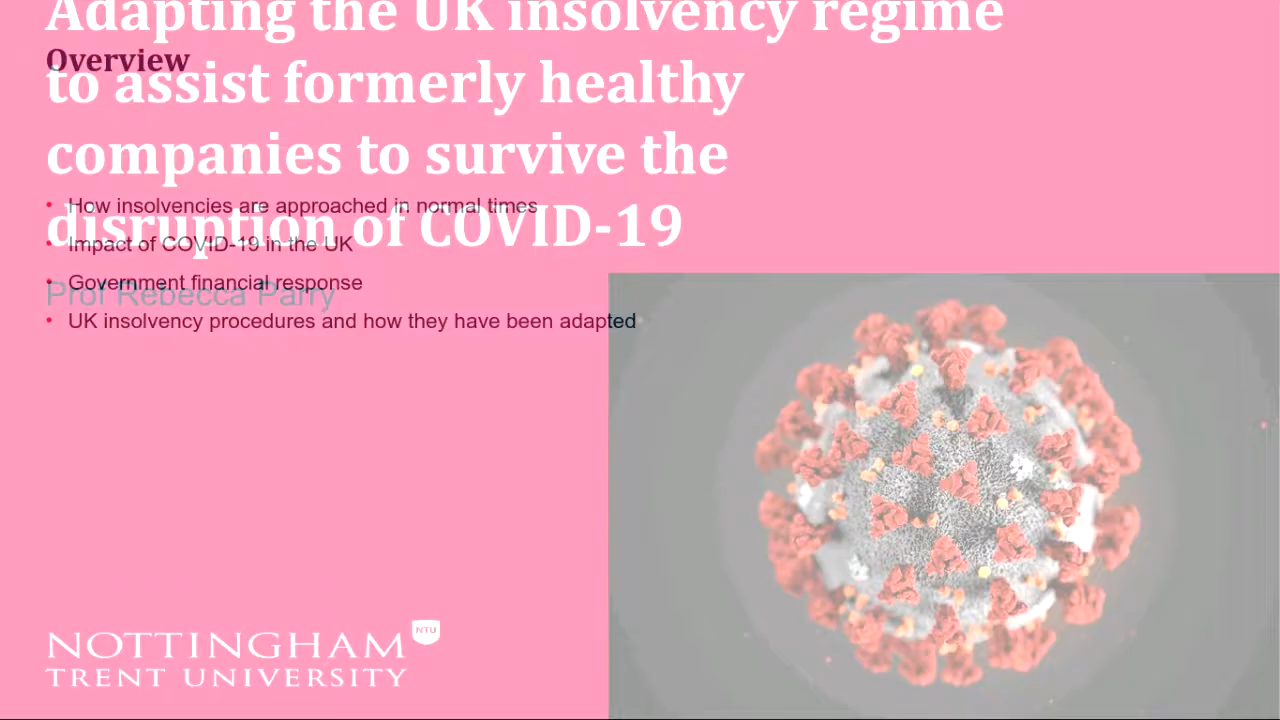 Adapting the UK insolvency regime
to assist formerly healthy
companies to survive the
disruption of COVID-19
Prof Rebecca Parry
Overview
• How insolvencies are approached in normal times
• Impact of COVID-19 in the UK
• Government financial response
• UK insolvency procedures and how they have been adapted
NOTTINGHAM
TRENT UNIVERSITY
NTU